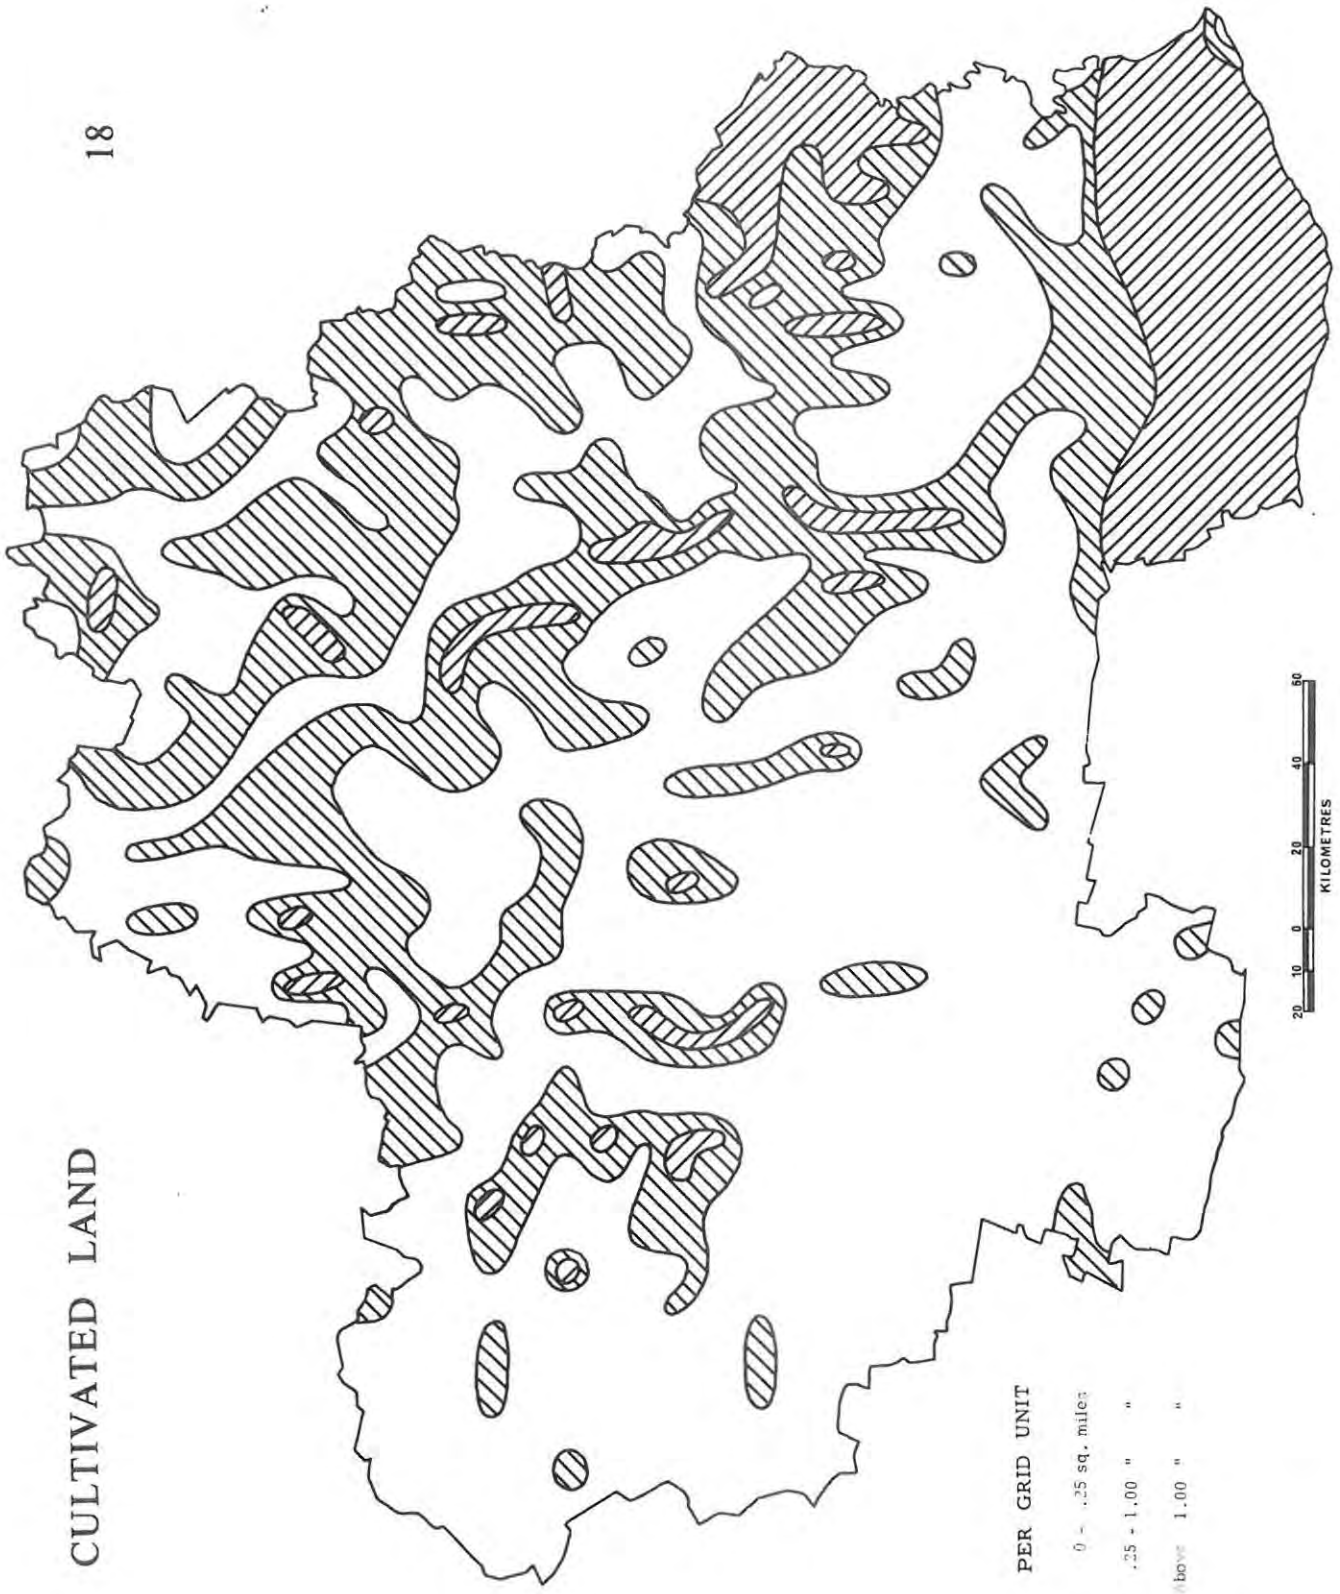 CULTIVATED LAND
18
PER GRID UNIT
0 - .25 sq. miles
.25 - 1.00 " "
Above 1.00 " "
20 10 0 20 40 60
KILOMETRES